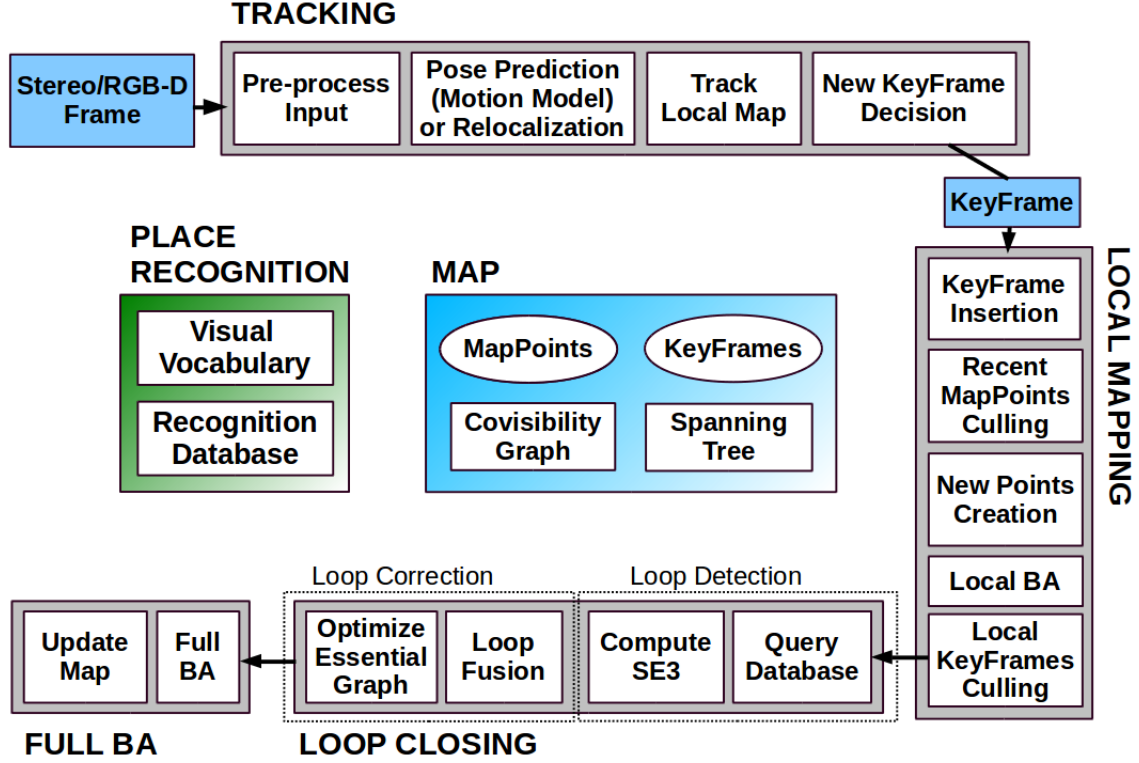 TRACKING
Stereo/RGB-D
Frame
Pre-process
Input
Pose Prediction
(Motion Model)
or Relocalization
Track
Local Map
New KeyFrame
Decision
KeyFrame
PLACE
RECOGNITION
Visual
Vocabulary
Recognition
Database
MAP
MapPoints
KeyFrames
Covisibility
Graph
Spanning
Tree
LOCAL MAPPING
KeyFrame
Insertion
Recent
MapPoints
Culling
New Points
Creation
Local BA
Local
KeyFrames
Culling
Loop Correction
Loop Detection
Optimize
Essential
Graph
Loop
Fusion
Compute
SE3
Query
Database
LOOP CLOSING
Update
Map
Full
BA
FULL BA